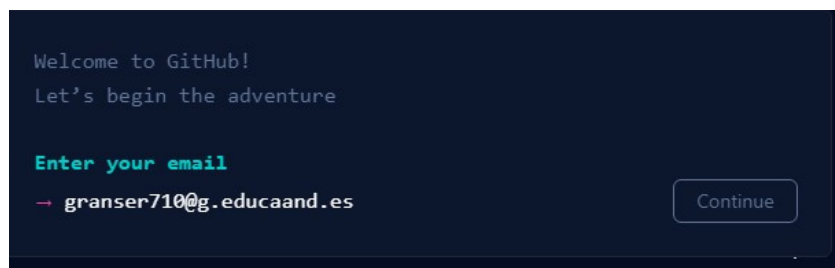 Welcome to GitHub!
Let’s begin the adventure
Enter your email
→ granser710@g.educaand.es
Continue